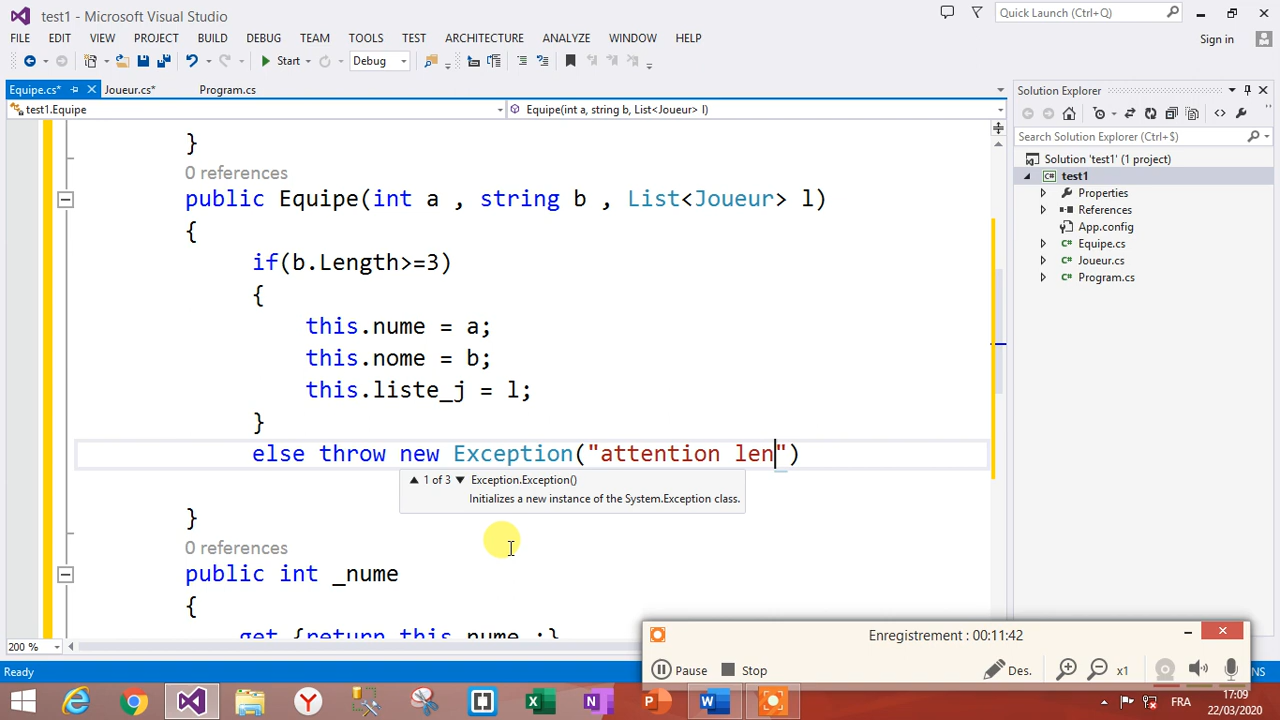 test1 - Microsoft Visual Studio
Quick Launch (Ctrl+Q)
FILE EDIT VIEW PROJECT BUILD DEBUG TEAM TOOLS TEST ARCHITECTURE ANALYZE WINDOW HELP
Sign in
Start Debug
Equipe.cs* Joueur.cs* Program.cs
test1.Equipe Equipe(int a, string b, List<Joueur> l)
Solution Explorer
Search Solution Explorer (Ctrl+$)
Solution 'test1' (1 project)
test1
Properties
References
App.config
Equipe.cs
Joueur.cs
Program.cs
}
0 references
public Equipe(int a , string b , List<Joueur> l)
{
if(b.Length>=3)
{
this.nume = a;
this.nome = b;
this.liste_j = l;
}
else throw new Exception("attention len")
1 of 3 Exception.Exception()
Initializes a new instance of the System.Exception class.
}
0 references
public int _nume
{
get {return this.nume ;}
200 %
Enregistrement : 00:11:42
Pause Stop Des. x1
Ready
INS
FRA
17:09
22/03/2020